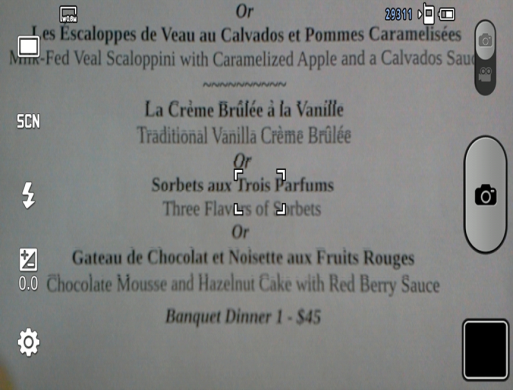 29311
Or
Les Escaloppes de Veau au Calvados et Pommes Caramelisées
Milk-Fed Veal Scaloppini with Caramelized Apple and a Calvados Sauc
La Crème Brûlée à la Vanille
Traditional Vanilla Crème Brûlée
Or
SCN
Sorbets aux Trois Parfums
Three Flavors of Sorbets
Or
Gateau de Chocolat et Noisette aux Fruits Rouges
0.0
Chocolate Mousse and Hazelnut Cake with Red Berry Sauce
Banquet Dinner 1 - $45